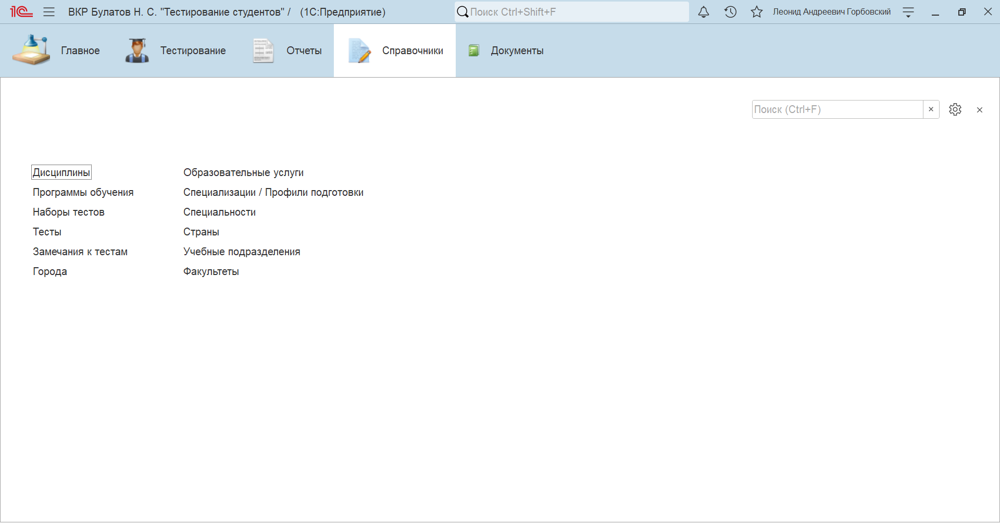 1С ВКР Булатов Н. С. "Тестирование студентов" / (1С:Предприятие) Поиск Ctrl+Shift+F Леонид Андреевич Горбовский
Главное Тестирование Отчеты Справочники Документы
Поиск (Ctrl+F)
Дисциплины
Программы обучения
Наборы тестов
Тесты
Замечания к тестам
Города
Образовательные услуги
Специализации / Профили подготовки
Специальности
Страны
Учебные подразделения
Факультеты